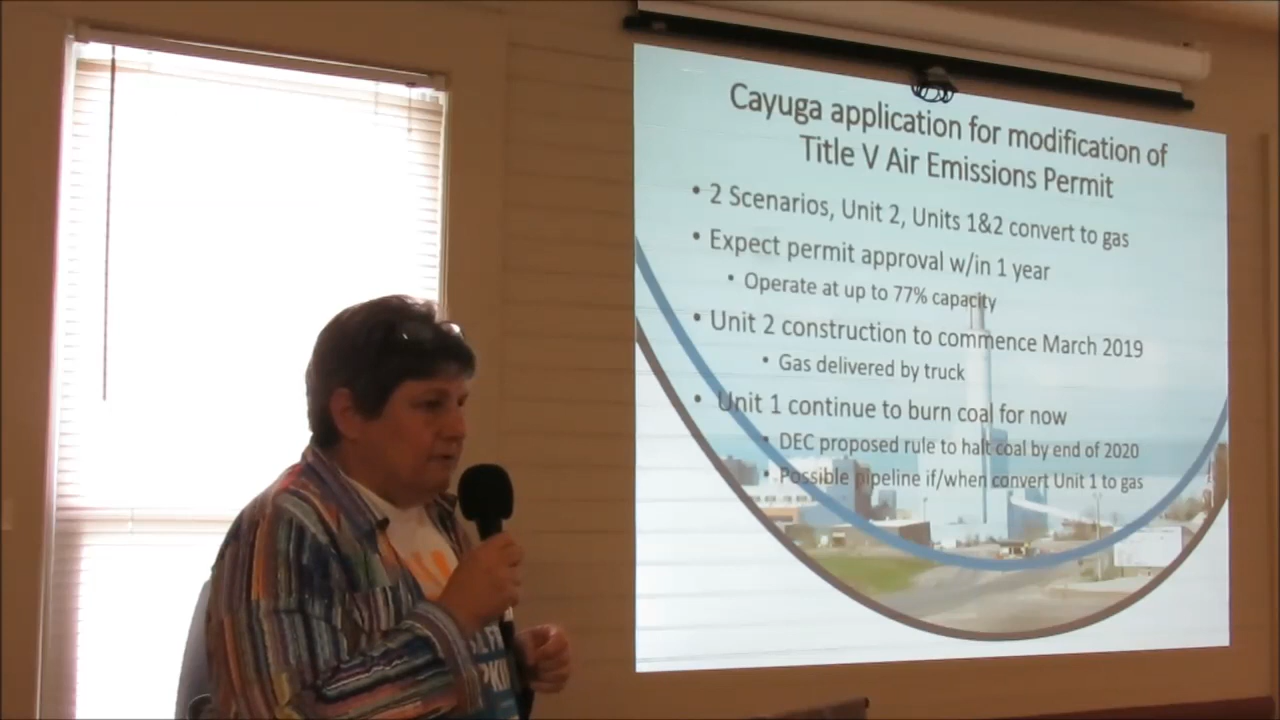 Cayuga application for modification of
Title V Air Emissions Permit
• 2 Scenarios, Unit 2, Units 1&2 convert to gas
• Expect permit approval w/in 1 year
• Operate at up to 77% capacity
• Unit 2 construction to commence March 2019
• Gas delivered by truck
• Unit 1 continue to burn coal for now
• DEC proposed rule to halt coal by end of 2020
• Possible pipeline if/when convert Unit 1 to gas